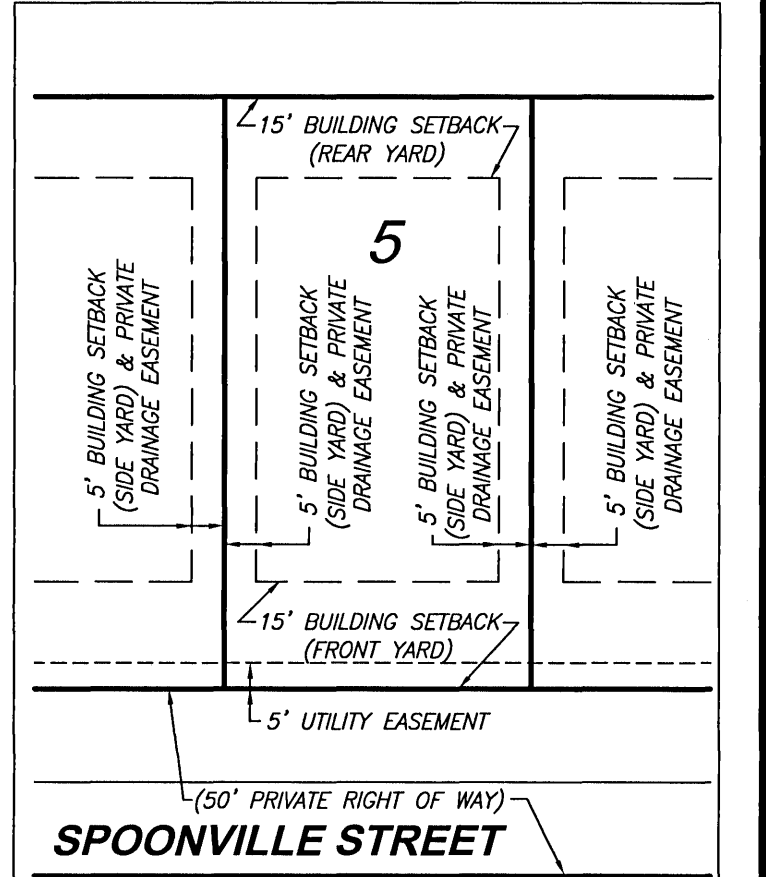 15' BUILDING SETBACK
(REAR YARD)
5
5' BUILDING SETBACK
(SIDE YARD) & PRIVATE
DRAINAGE EASEMENT
5' BUILDING SETBACK
(SIDE YARD) & PRIVATE
DRAINAGE EASEMENT
5' BUILDING SETBACK
(SIDE YARD) & PRIVATE
DRAINAGE EASEMENT
5' BUILDING SETBACK
(SIDE YARD) & PRIVATE
DRAINAGE EASEMENT
15' BUILDING SETBACK
(FRONT YARD)
5' UTILITY EASEMENT
(50' PRIVATE RIGHT OF WAY)
SPOONVILLE STREET